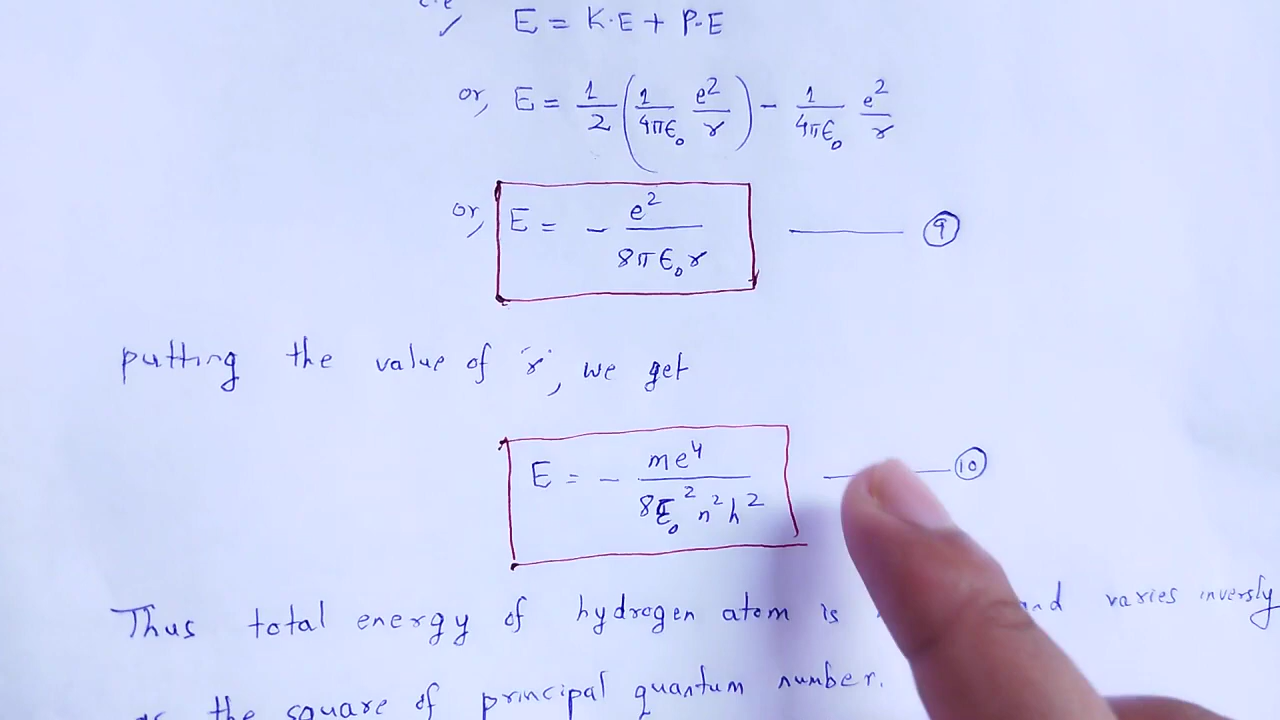 i.e E = K.E + P.E
or, E = 1/2 (1/4πϵ₀ e²/r) - 1/4πϵ₀ e²/r
or, E = - e²/8πϵ₀r ⑨
putting the value of 'r', we get
E = - me⁴/8ϵ₀²n²h² ⑩
Thus total energy of hydrogen atom is and varies inversly
as the square of principal quantum number.